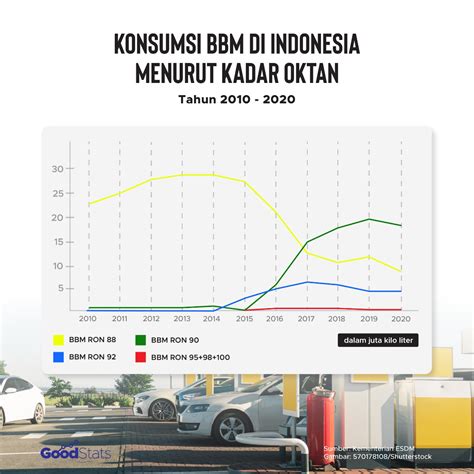 KONSUMSI BBM DI INDONESIA
MENURUT KADAR OKTAN
Tahun 2010 - 2020
30
25
20
15
10
5
2010 2011 2012 2013 2014 2015 2016 2017 2018 2019 2020
BBM RON 88 BBM RON 90
BBM RON 92 BBM RON 95+98+100
dalam juta kilo liter
GoodStats
Sumber: Kementerian ESDM
Gambar: 570178108/Shutterstock